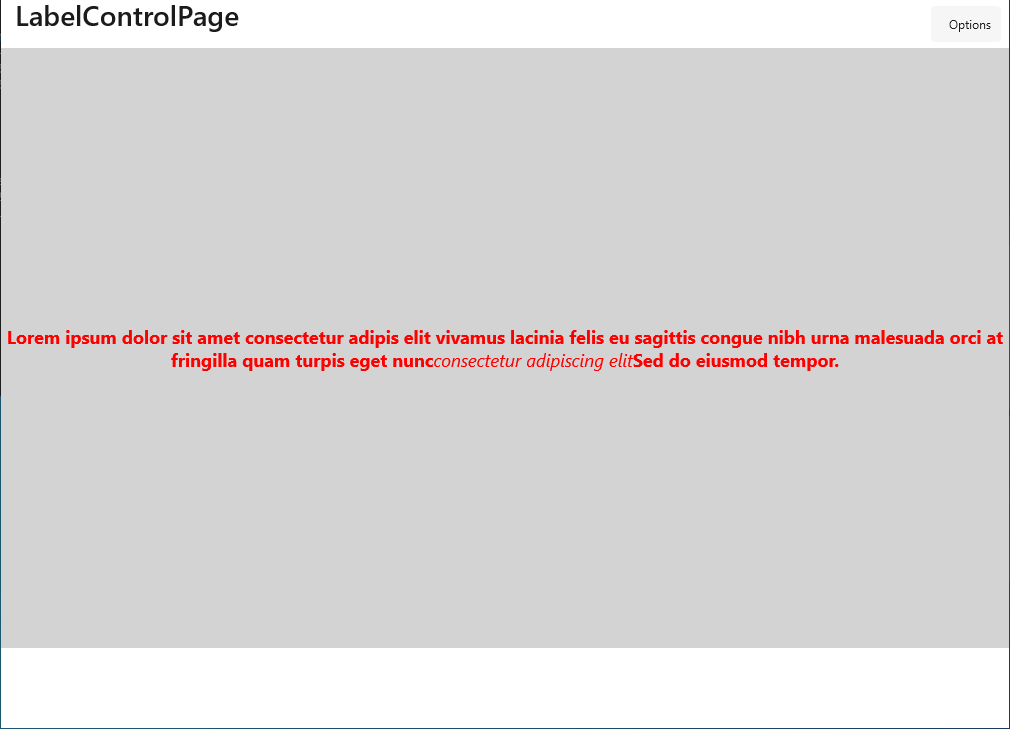 LabelControlPage
Options
Lorem ipsum dolor sit amet consectetur adipis elit vivamus lacinia felis eu sagittis congue nibh urna malesuada orci at
fringilla quam turpis eget nuncconsectetur adipiscing elitSed do eiusmod tempor.